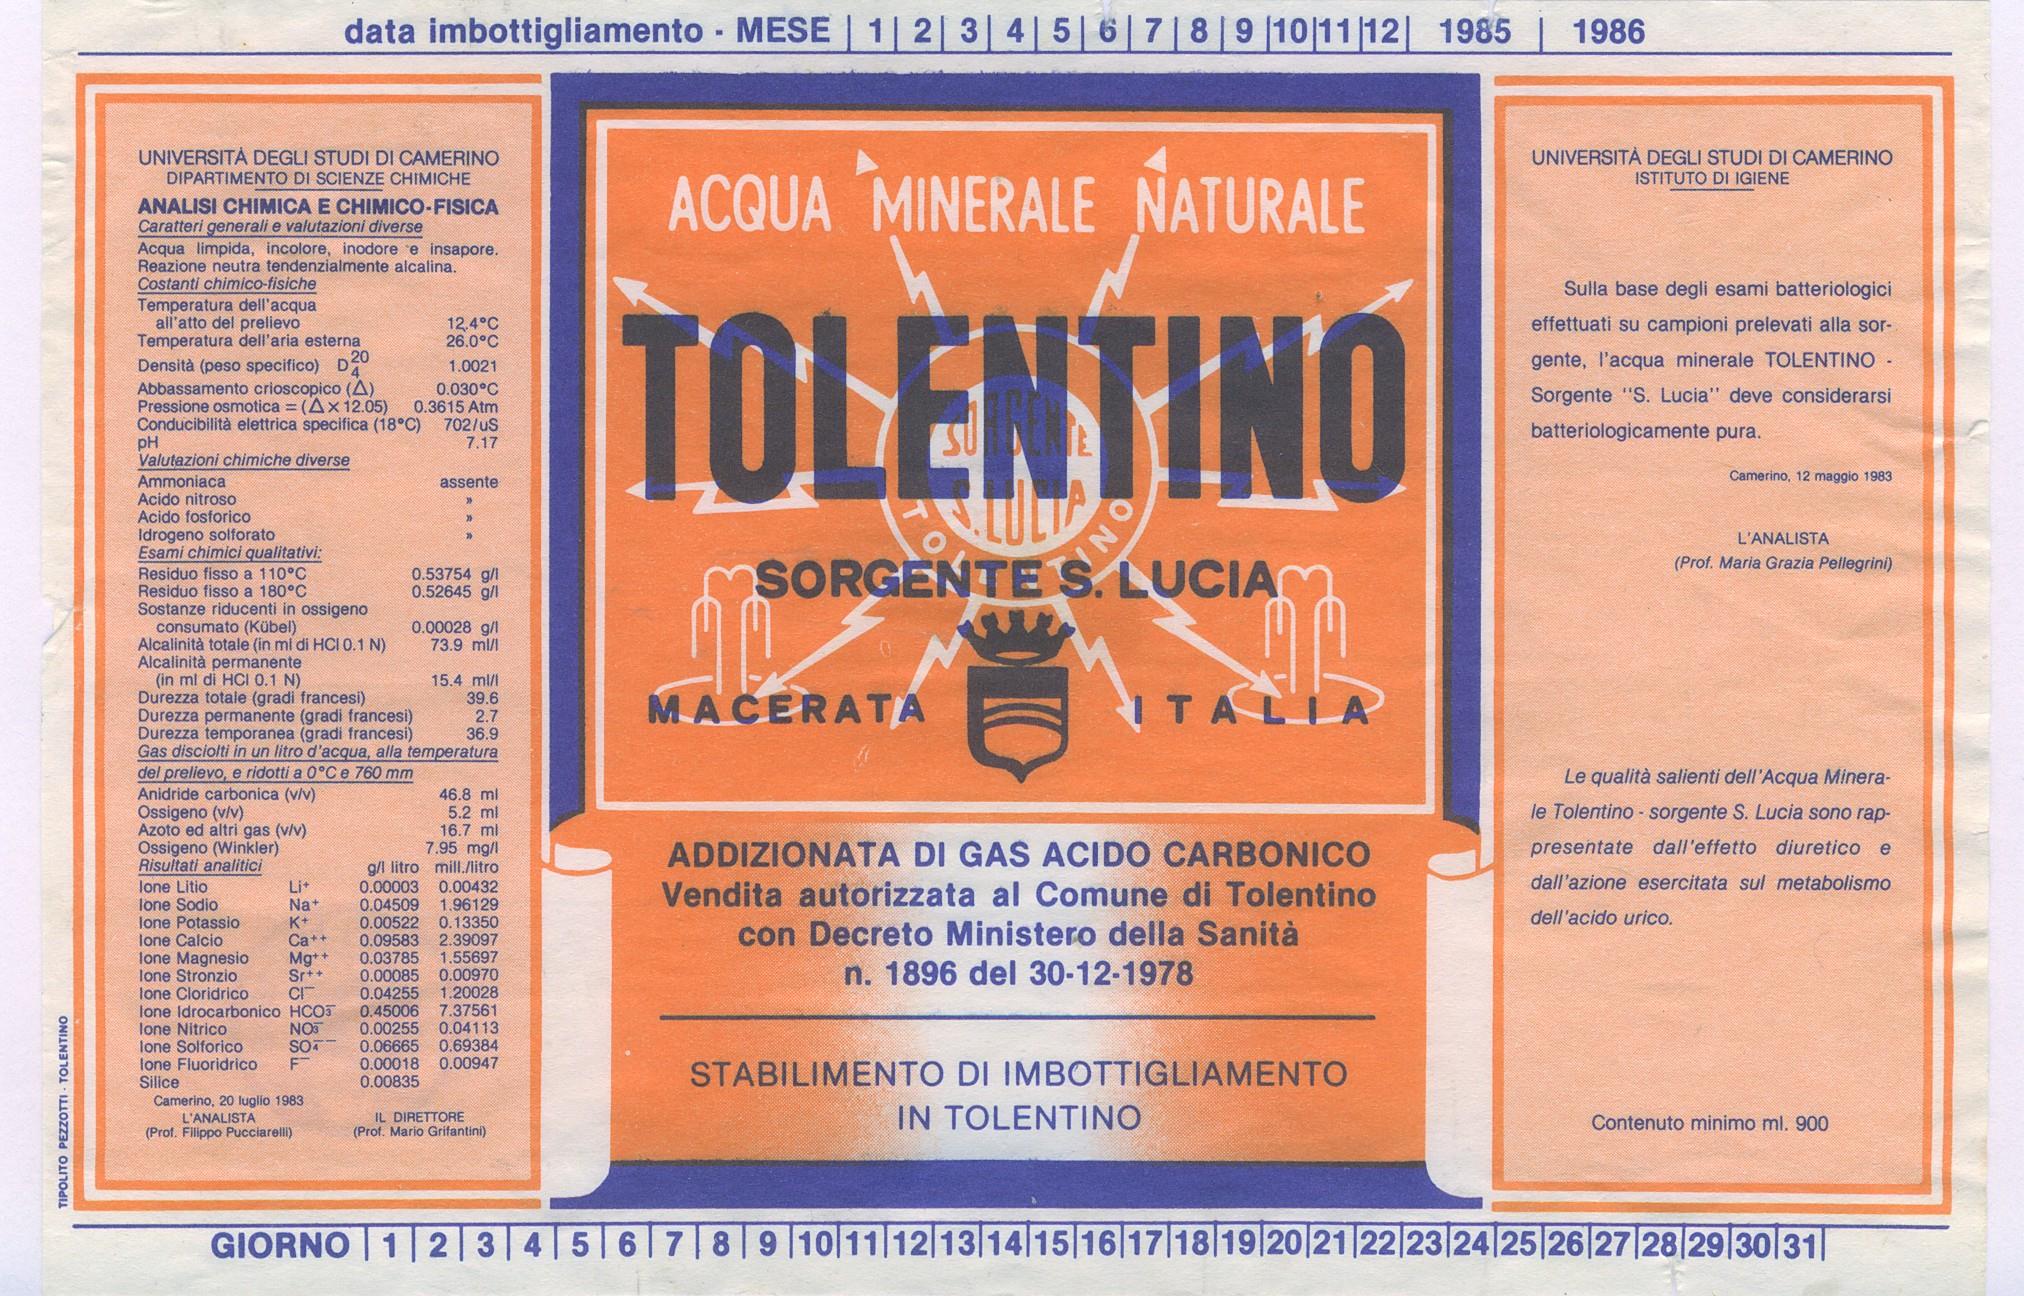 data imbottigliamento - MESE | 1 | 2 | 3 | 4 | 5 | 6 | 7 | 8 | 9 |10|11|12| 1985 | 1986
UNIVERSITÀ DEGLI STUDI DI CAMERINO
DIPARTIMENTO DI SCIENZE CHIMICHE
ANALISI CHIMICA E CHIMICO-FISICA
Caratteri generali e valutazioni diverse
Acqua limpida, incolore, inodore e insapore.
Reazione neutra tendenzialmente alcalina.
Costanti chimico-fisiche
Temperatura dell'acqua
all'atto del prelievo 12,4°C
Temperatura dell'aria esterna 26.0°C
Densità (peso specifico) D 20 4 1.0021
Abbassamento crioscopico (Δ) 0.030°C
Pressione osmotica = (Δ × 12.05) 0.3615 Atm
Conducibilità elettrica specifica (18°C) 702/uS
pH 7.17
Valutazioni chimiche diverse
Ammoniaca assente
Acido nitroso »
Acido fosforico »
Idrogeno solforato »
Esami chimici qualitativi:
Residuo fisso a 110°C 0.53754 g/l
Residuo fisso a 180°C 0.52645 g/l
Sostanze riducenti in ossigeno
consumato (Kübel) 0.00028 g/l
Alcalinità totale (in ml di HCl 0.1 N) 73.9 ml/l
Alcalinità permanente
(in ml di HCl 0.1 N) 15.4 ml/l
Durezza totale (gradi francesi) 39.6
Durezza permanente (gradi francesi) 2.7
Durezza temporanea (gradi francesi) 36.9
Gas disciolti in un litro d'acqua, alla temperatura
del prelievo, e ridotti a 0°C e 760 mm
Anidride carbonica (v/v) 46.8 ml
Ossigeno (v/v) 5.2 ml
Azoto ed altri gas (v/v) 16.7 ml
Ossigeno (Winkler) 7.95 mg/l
Risultati analitici g/l litro mill./litro
Ione Litio Li+ 0.00003 0.00432
Ione Sodio Na+ 0.04509 1.96129
Ione Potassio K+ 0.00522 0.13350
Ione Calcio Ca++ 0.09583 2.39097
Ione Magnesio Mg++ 0.03785 1.55697
Ione Stronzio Sr++ 0.00085 0.00970
Ione Cloridrico Cl− 0.04255 1.20028
Ione Idrocarbonico HCO3− 0.45006 7.37561
Ione Nitrico NO3− 0.00255 0.04113
Ione Solforico SO4−− 0.06665 0.69384
Ione Fluoridrico F− 0.00018 0.00947
Silice 0.00835
Camerino, 20 luglio 1983
L'ANALISTA IL DIRETTORE
(Prof. Filippo Pucciarelli) (Prof. Mario Grifantini)
TIPOLITO PEZZOTTI - TOLENTINO
ACQUA MINERALE NATURALE
TOLENTINO
SORGENTE
S. LUCIA
TOLENTINO
SORGENTE S. LUCIA
MACERATA ITALIA
ADDIZIONATA DI GAS ACIDO CARBONICO
Vendita autorizzata al Comune di Tolentino
con Decreto Ministero della Sanità
n. 1896 del 30-12-1978
STABILIMENTO DI IMBOTTIGLIAMENTO
IN TOLENTINO
UNIVERSITÀ DEGLI STUDI DI CAMERINO
ISTITUTO DI IGIENE
Sulla base degli esami batteriologici
effettuati su campioni prelevati alla sor-
gente, l'acqua minerale TOLENTINO -
Sorgente "S. Lucia" deve considerarsi
batteriologicamente pura.
Camerino, 12 maggio 1983
L'ANALISTA
(Prof. Maria Grazia Pellegrini)
Le qualità salienti dell'Acqua Minera-
le Tolentino - sorgente S. Lucia sono rap-
presentate dall'effetto diuretico e
dall'azione esercitata sul metabolismo
dell'acido urico.
Contenuto minimo ml. 900
GIORNO | 1 | 2 | 3 | 4 | 5 | 6 | 7 | 8 | 9 |10|11|12|13|14|15|16|17|18|19|20|21|22|23|24|25|26|27|28|29|30|31|